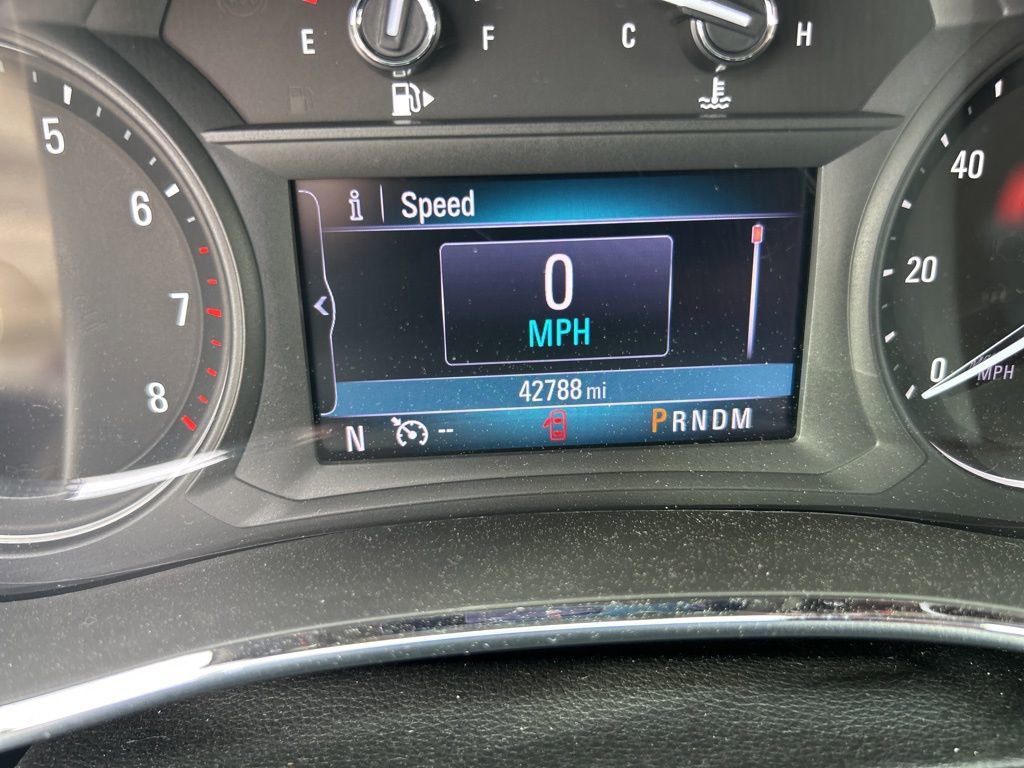 E F C H
5
6
7
8
i Speed
0
MPH
42788 mi
N -- PRNDM
40
20
0
MPH